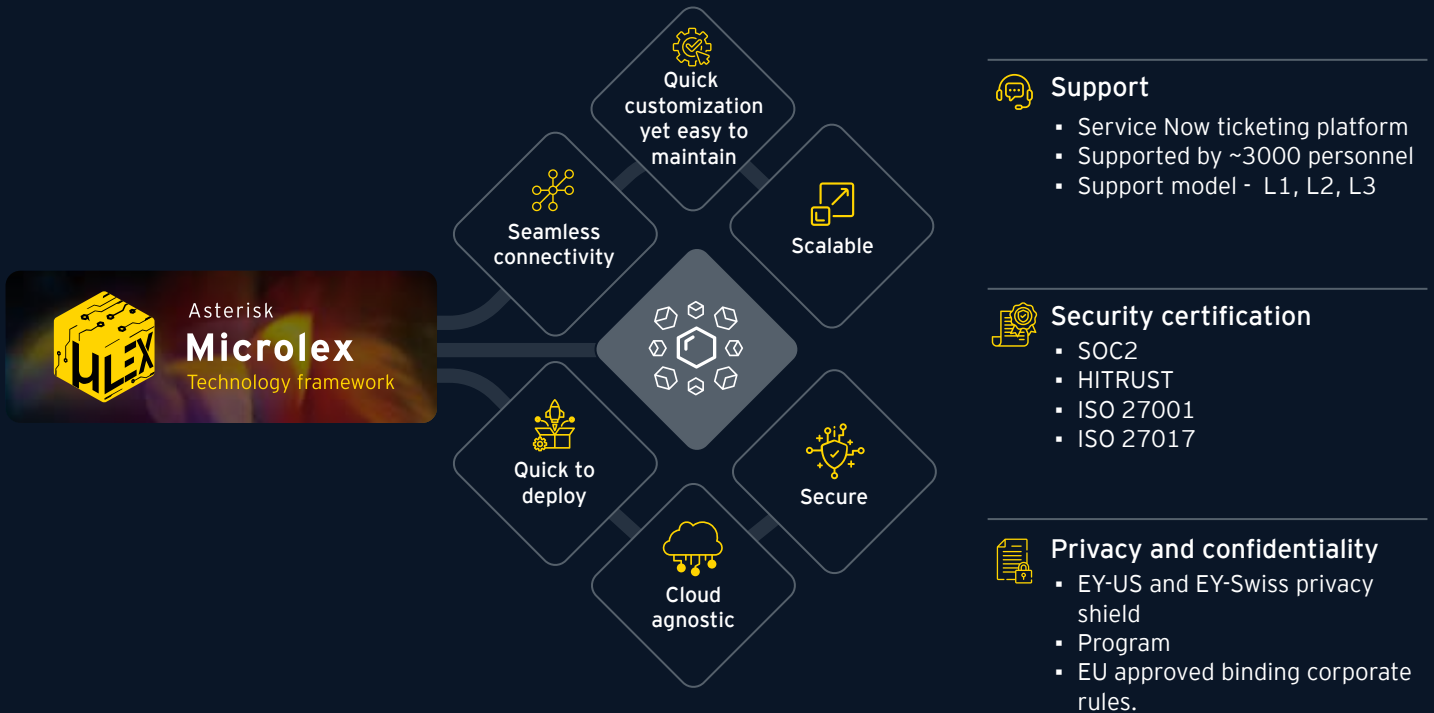 Quick
customization
yet easy to
maintain
Seamless
connectivity
Scalable
Asterisk
Microlex
Technology framework
µLEX
Quick to
deploy
Secure
Cloud
agnostic
Support
▪ Service Now ticketing platform
▪ Supported by ~3000 personnel
▪ Support model - L1, L2, L3
Security certification
▪ SOC2
▪ HITRUST
▪ ISO 27001
▪ ISO 27017
Privacy and confidentiality
▪ EY-US and EY-Swiss privacy
shield
▪ Program
▪ EU approved binding corporate
rules.